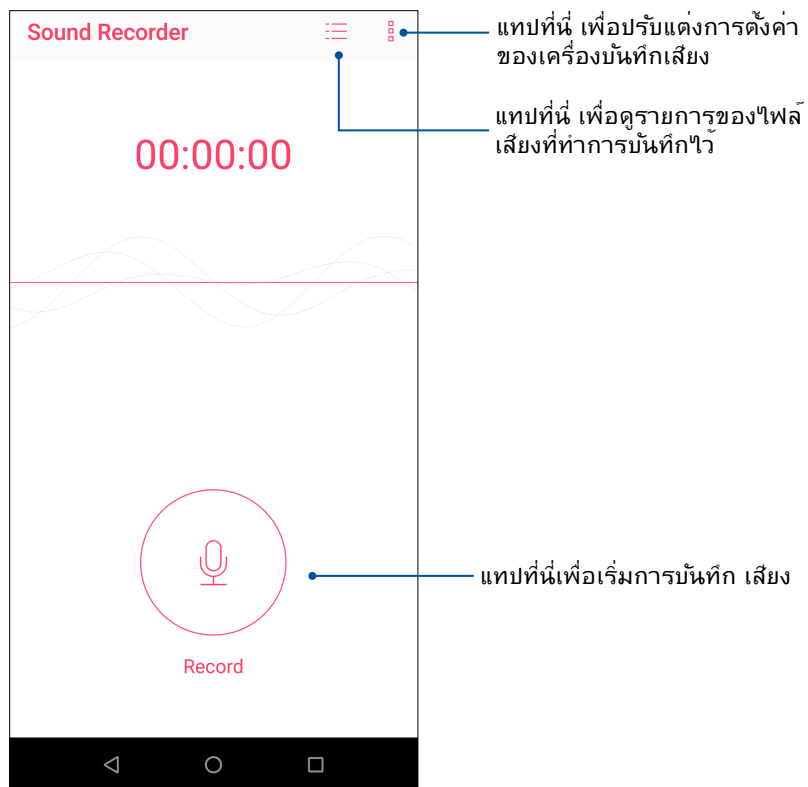 Sound Recorder
แทปที่นี่ เพื่อปรับแต่งการตั้งค่า
ของเครื่องบันทึกเสียง
แทปที่นี่ เพื่อดูรายการของไฟล์
เสียงที่ทำการบันทึกไว้
00:00:00
แทปที่นี่เพื่อเริ่มการบันทึก เสียง
Record